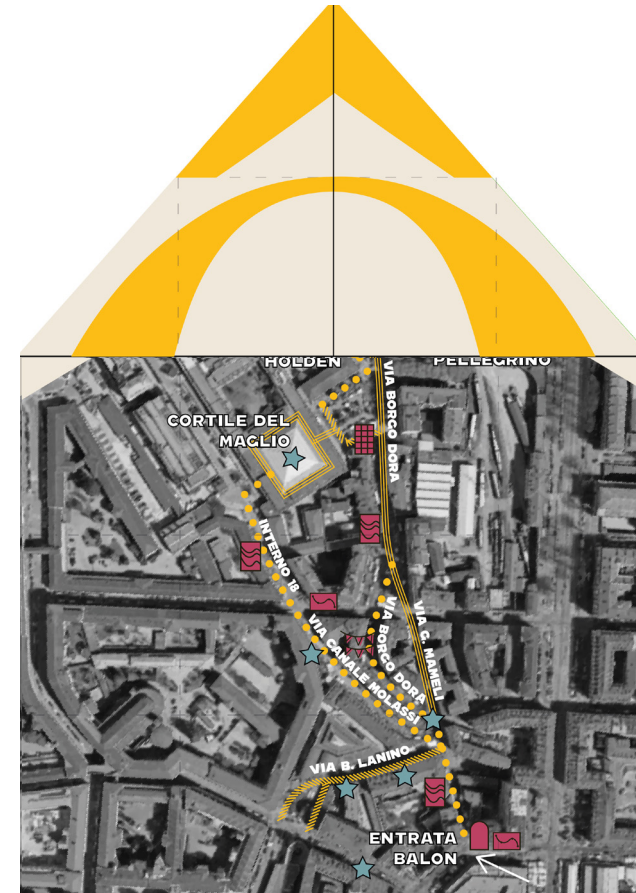 HOLDEN
PELLEGRINO
CORTILE DEL
MAGLIO
VIA BORGO DORA
INTERNO 18
VIA CANALE MOLASSI
VIA BORGO DORA
VIA G. MAMELI
VIA B. LANINO
ENTRATA
BALON